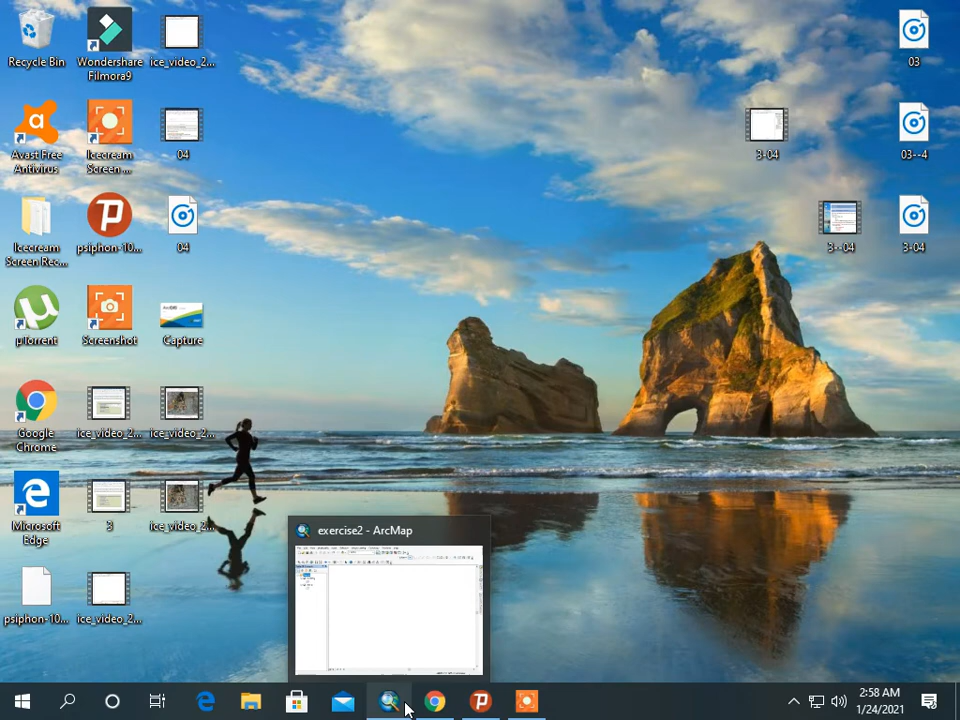 Recycle Bin
Wondershare
Filmora9
ice_video_2...
03
Avast Free
Antivirus
Icecream
Screen ...
04
3-04
03--4
Icecream
Screen Rec...
psiphon-10...
04
3--04
3-04
µTorrent
Screenshot
Capture
Google
Chrome
ice_video_2...
ice_video_2...
Microsoft
Edge
3
ice_video_2...
exercise2 - ArcMap
psiphon-10...
ice_video_2...
2:58 AM
1/24/2021